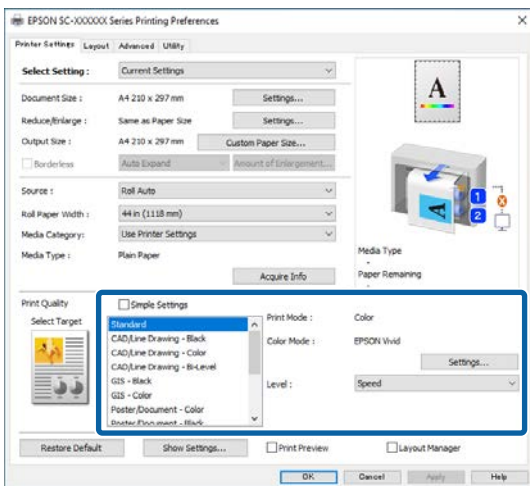 EPSON SC-XXXXXX Series Printing Preferences
Printer Settings Layout Advanced Utility
Select Setting : Current Settings
Document Size : A4 210 x 297 mm Settings...
Reduce/Enlarge : Same as Paper Size Settings...
Output Size : A4 210 x 297 mm Custom Paper Size...
Borderless Auto Expand Amount of Enlargement...
Source : Roll Auto
Roll Paper Width : 44 in (1118 mm)
Media Category: Use Printer Settings
Media Type : Plain Paper
Acquire Info
A
A
1
2
Media Type
-
Paper Remaining
-
Print Quality
Select Target
Simple Settings
Standard
CAD/Line Drawing - Black
CAD/Line Drawing - Color
CAD/Line Drawing - Bi-Level
GIS - Black
GIS - Color
Poster/Document - Color
Poster/Document - Black
Print Mode : Color
Color Mode : EPSON Vivid
Settings...
Level : Speed
Restore Default Show Settings... Print Preview Layout Manager
OK Cancel Apply Help